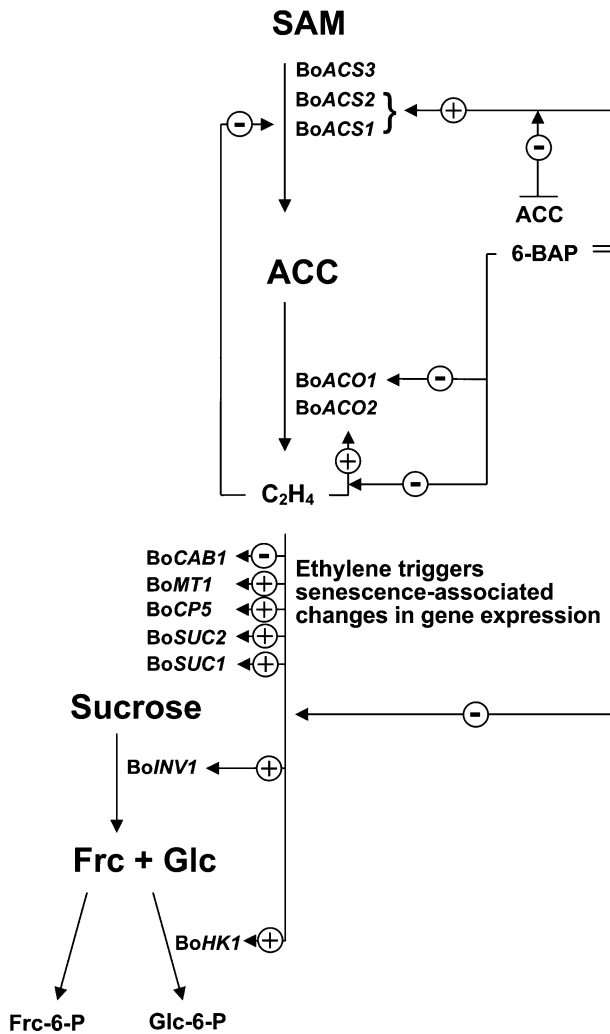 SAM
BoACS3
BoACS2
BoACS1
}
+
-
-
ACC
6-BAP
ACC
BoACO1
-
BoACO2
+
C₂H₄
-
BoCAB1
-
BoMT1
+
BoCP5
+
BoSUC2
+
BoSUC1
+
Ethylene triggers
senescence-associated
changes in gene expression
Sucrose
-
BoINV1
+
Frc + Glc
BoHK1
+
Frc-6-P
Glc-6-P